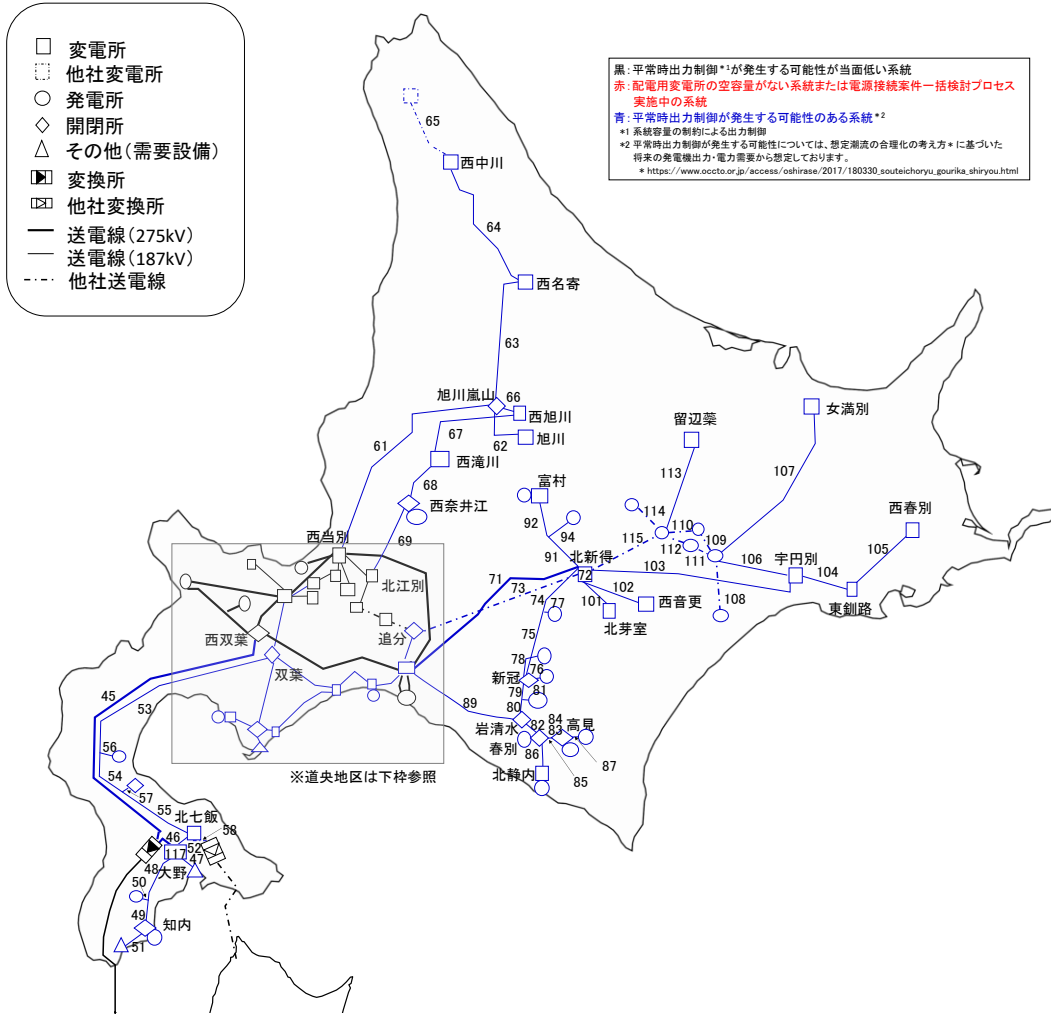 変電所
他社変電所
発電所
開閉所
その他(需要設備)
変換所
他社変換所
送電線(275kV)
送電線(187kV)
他社送電線
黒:平常時出力制御*1が発生する可能性が当面低い系統
赤:配電用変電所の空容量がない系統または電源接続案件一括検討プロセス
実施中の系統
青:平常時出力制御が発生する可能性のある系統*2
*1 系統容量の制約による出力制御
*2 平常時出力制御が発生する可能性については、想定潮流の合理化の考え方* に基づいた
将来の発電機出力・電力需要から想定しております。
* https://www.occto.or.jp/access/oshirase/2017/180330_souteichoryu_gourika_shiryou.html
65
西中川
64
西名寄
63
旭川嵐山
66
西旭川
61
67
62
旭川
西滝川
68
西奈井江
69
女満別
留辺蘂
107
113
富村
92
94
91
114
110
115
112
109
111
西春別
105
106
宇円別
104
東釧路
103
108
北新得
72
71
73
74
77
101
102
西音更
北芽室
75
78
76
新冠
79
81
80
岩清水
82
84
83
高見
春別
86
85
87
北静内
89
西当別
北江別
追分
西双葉
双葉
※道央地区は下枠参照
45
53
56
54
57
55
北七飯
58
46
52
117
47
48
大野
50
49
知内
51